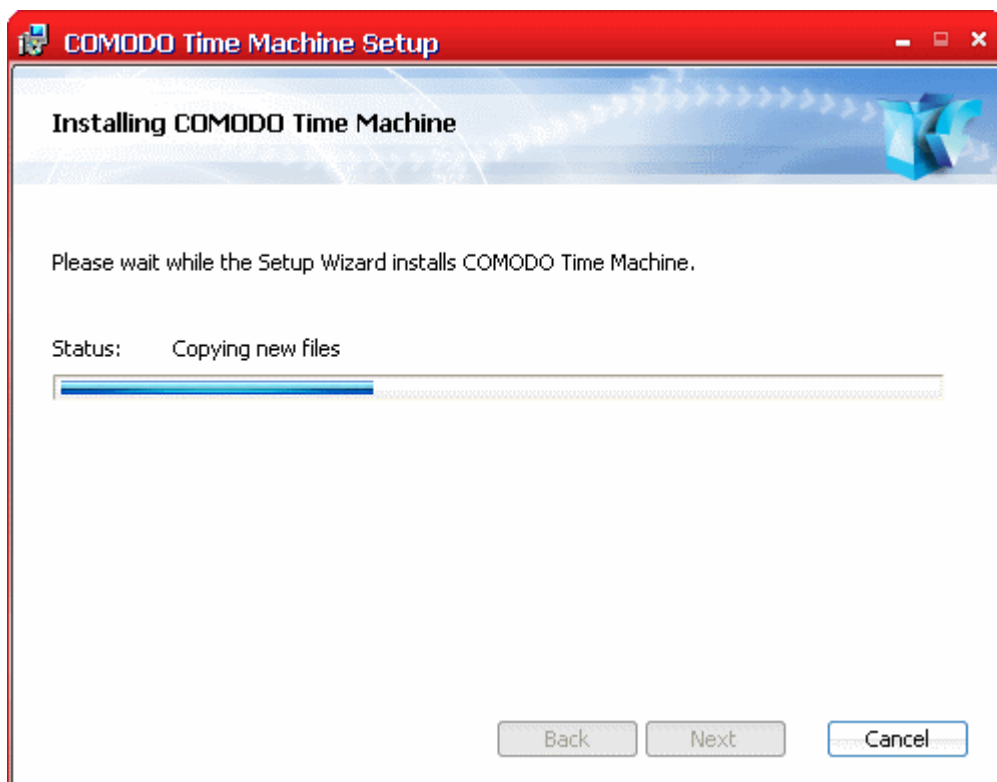 COMODO Time Machine Setup
Installing COMODO Time Machine
Please wait while the Setup Wizard installs COMODO Time Machine.
Status: Copying new files
Back Next Cancel